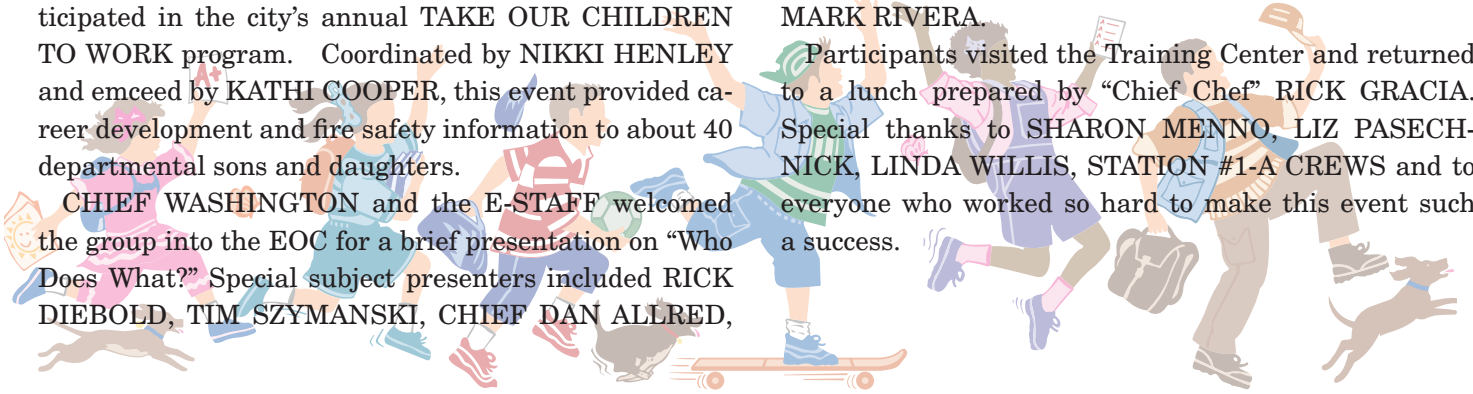 ticipated in the city's annual TAKE OUR CHILDREN
TO WORK program. Coordinated by NIKKI HENLEY
and emceed by KATHI COOPER, this event provided ca-
reer development and fire safety information to about 40
departmental sons and daughters.
CHIEF WASHINGTON and the E-STAFF welcomed
the group into the EOC for a brief presentation on “Who
Does What?” Special subject presenters included RICK
DIEBOLD, TIM SZYMANSKI, CHIEF DAN ALLRED,
MARK RIVERA.
Participants visited the Training Center and returned
to a lunch prepared by “Chief Chef” RICK GRACIA.
Special thanks to SHARON MENNO, LIZ PASECH-
NICK, LINDA WILLIS, STATION #1-A CREWS and to
everyone who worked so hard to make this event such
a success.
A+